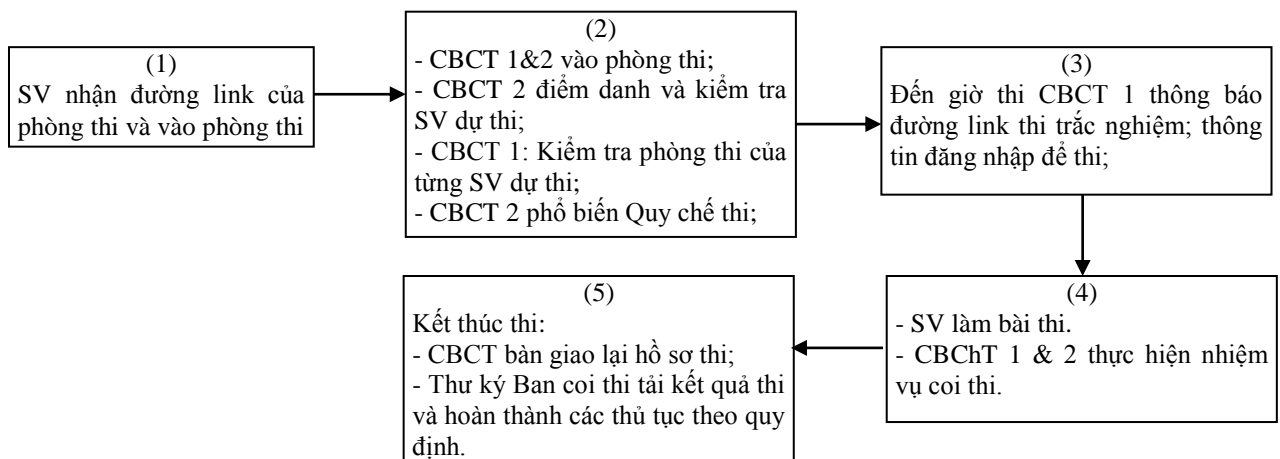 (1)
SV nhận đường link của
phòng thi và vào phòng thi
(2)
- CBCT 1&2 vào phòng thi;
- CBCT 2 điểm danh và kiểm tra
SV dự thi;
- CBCT 1: Kiểm tra phòng thi của
từng SV dự thi;
- CBCT 2 phổ biến Quy chế thi;
(3)
Đến giờ thi CBCT 1 thông báo
đường link thi trắc nghiệm; thông
tin đăng nhập để thi;
(4)
- SV làm bài thi.
- CBChT 1 & 2 thực hiện nhiệm
vụ coi thi.
(5)
Kết thúc thi:
- CBCT bàn giao lại hồ sơ thi;
- Thư ký Ban coi thi tải kết quả thi
và hoàn thành các thủ tục theo quy
định.